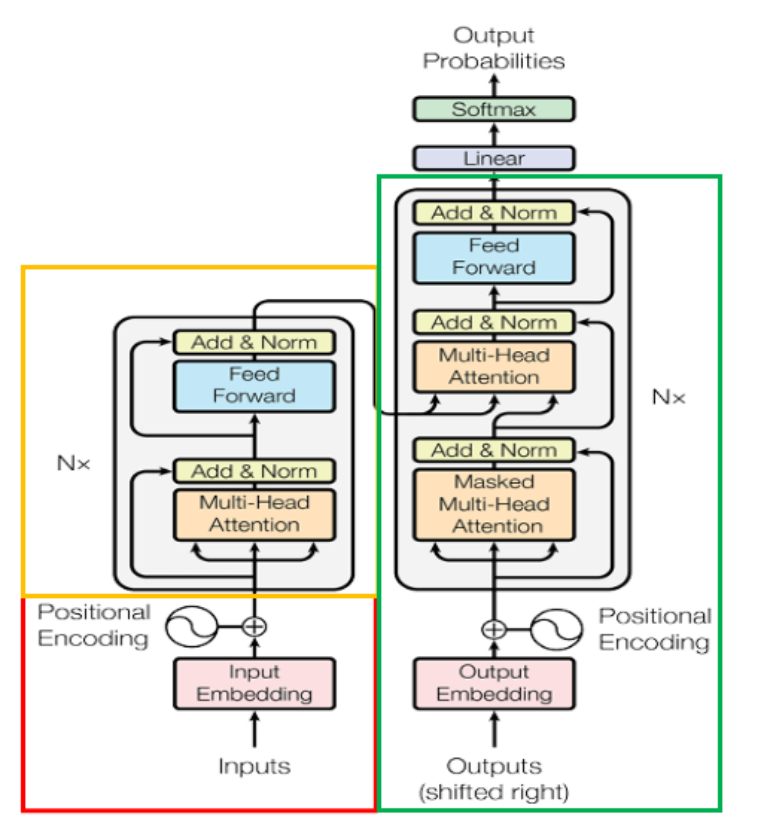 Output
Probabilities
Softmax
Linear
Add & Norm
Feed
Forward
Add & Norm
Multi-Head
Attention
Nx
Add & Norm
Masked
Multi-Head
Attention
Add & Norm
Feed
Forward
Nx
Add & Norm
Multi-Head
Attention
Positional
Encoding
Input
Embedding
Inputs
Positional
Encoding
Output
Embedding
Outputs
(shifted right)